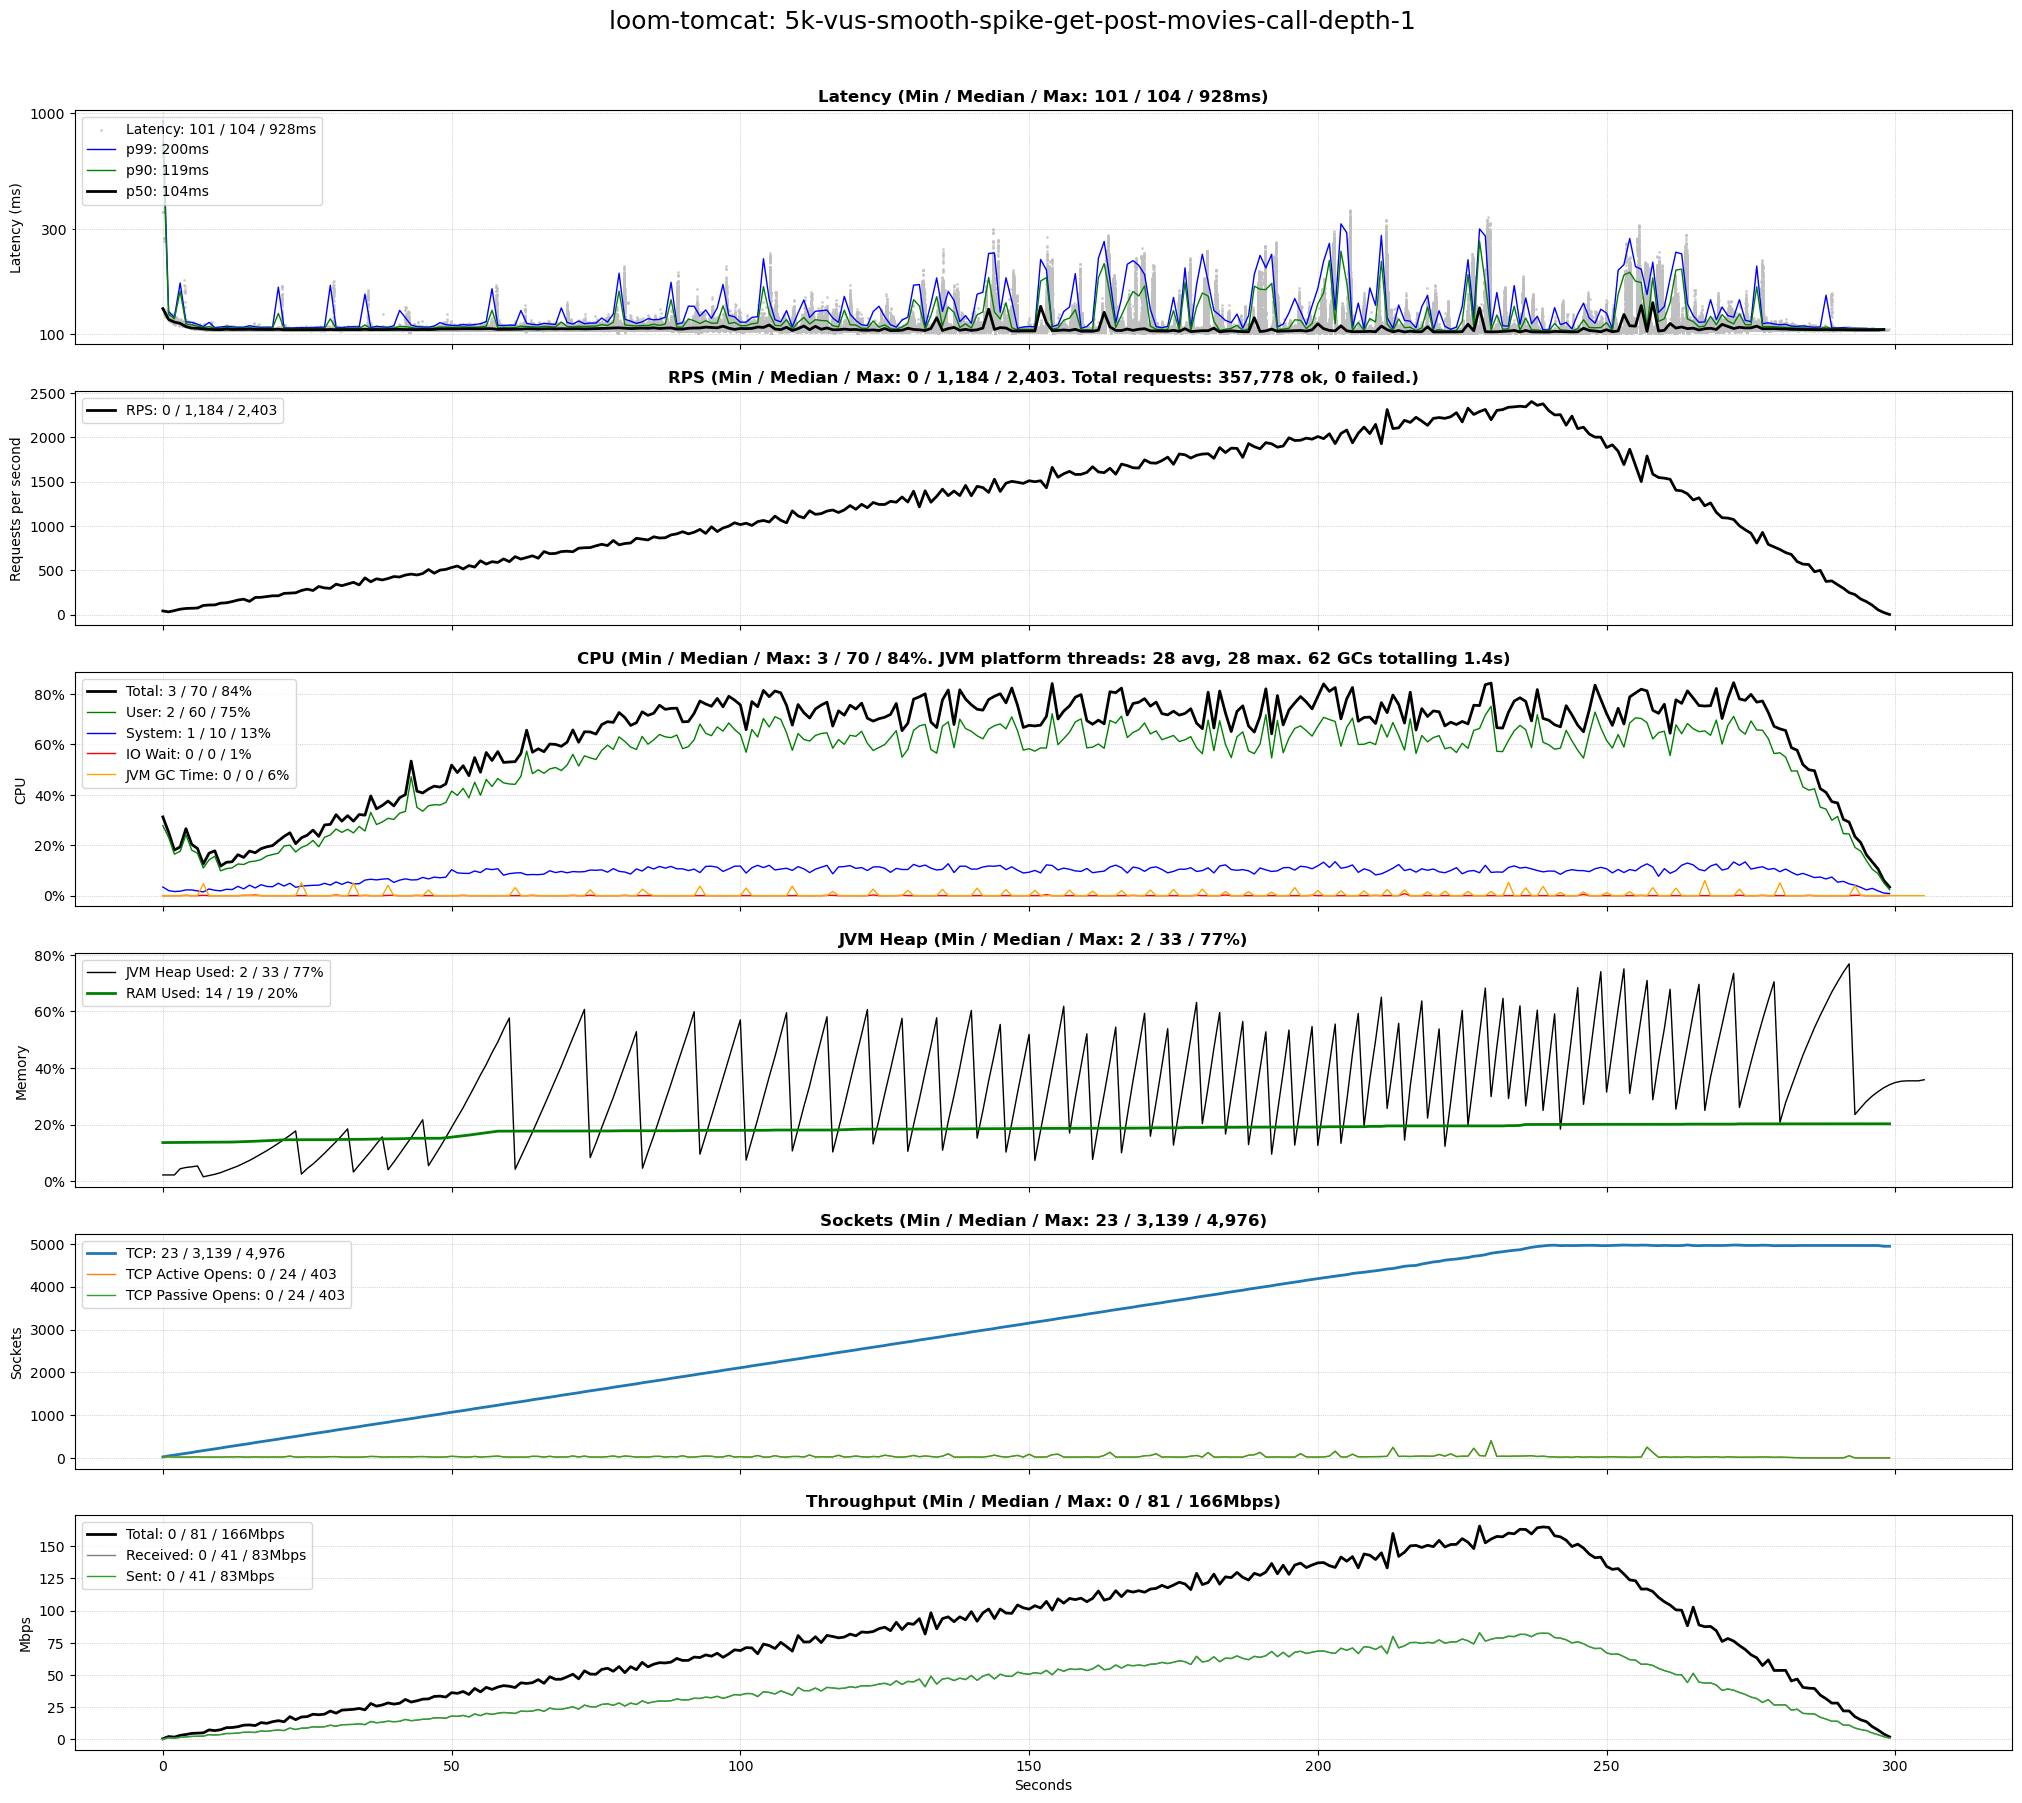 loom-tomcat: 5k-vus-smooth-spike-get-post-movies-call-depth-1
Latency (Min / Median / Max: 101 / 104 / 928ms)
Latency (ms)
1000
300
100
Latency: 101 / 104 / 928ms
p99: 200ms
p90: 119ms
p50: 104ms
RPS (Min / Median / Max: 0 / 1,184 / 2,403. Total requests: 357,778 ok, 0 failed.)
Requests per second
2500
2000
1500
1000
500
0
RPS: 0 / 1,184 / 2,403
CPU (Min / Median / Max: 3 / 70 / 84%. JVM platform threads: 28 avg, 28 max. 62 GCs totalling 1.4s)
CPU
80%
60%
40%
20%
0%
Total: 3 / 70 / 84%
User: 2 / 60 / 75%
System: 1 / 10 / 13%
IO Wait: 0 / 0 / 1%
JVM GC Time: 0 / 0 / 6%
JVM Heap (Min / Median / Max: 2 / 33 / 77%)
Memory
80%
60%
40%
20%
0%
JVM Heap Used: 2 / 33 / 77%
RAM Used: 14 / 19 / 20%
Sockets (Min / Median / Max: 23 / 3,139 / 4,976)
Sockets
5000
4000
3000
2000
1000
0
TCP: 23 / 3,139 / 4,976
TCP Active Opens: 0 / 24 / 403
TCP Passive Opens: 0 / 24 / 403
Throughput (Min / Median / Max: 0 / 81 / 166Mbps)
Mbps
150
125
100
75
50
25
0
Total: 0 / 81 / 166Mbps
Received: 0 / 41 / 83Mbps
Sent: 0 / 41 / 83Mbps
0 50 100 150 200 250 300
Seconds